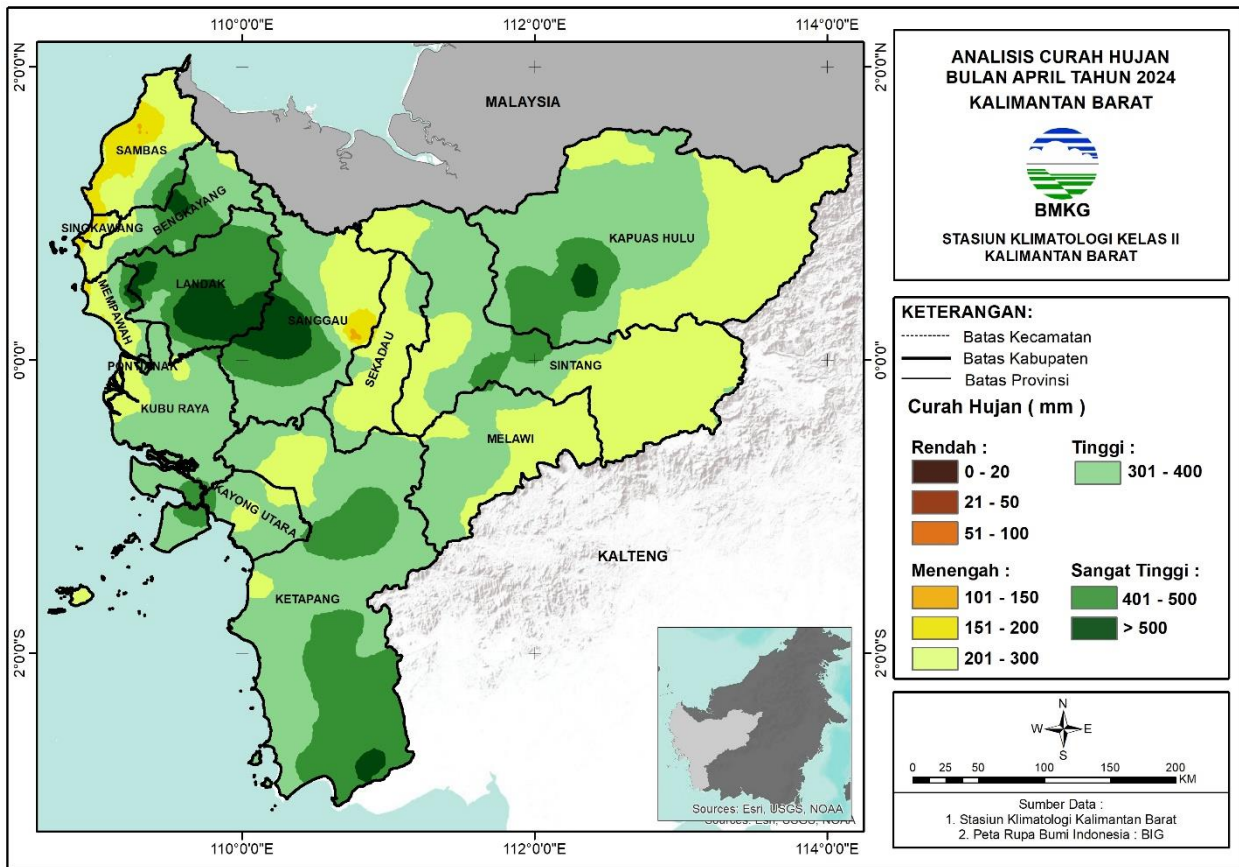 110°0'0"E
112°0'0"E
114°0'0"E
2°0'0"N
0°0'0"
2°0'0"S
2°0'0"N
0°0'0"
2°0'0"S
110°0'0"E
112°0'0"E
114°0'0"E
MALAYSIA
SAMBAS
BENGKAYANG
SINGKAWANG
KAPUAS HULU
LANDAK
MEMPAWAH
SANGGAU
SEKADAU
SINTANG
PONTIANAK
KUBU RAYA
MELAWI
KAYONG UTARA
KALTENG
KETAPANG
Sources: Esri, USGS, NOAA
Sources: Esri, USGS, NOAA
ANALISIS CURAH HUJAN
BULAN APRIL TAHUN 2024
KALIMANTAN BARAT
BMKG
STASIUN KLIMATOLOGI KELAS II
KALIMANTAN BARAT
KETERANGAN:
Batas Kecamatan
Batas Kabupaten
Batas Provinsi
Curah Hujan ( mm )
Rendah :
0 - 20
21 - 50
51 - 100
Tinggi :
301 - 400
Menengah :
101 - 150
151 - 200
201 - 300
Sangat Tinggi :
401 - 500
> 500
N
W E
S
0 25 50 100 150 200
KM
Sumber Data :
1. Stasiun Klimatologi Kalimantan Barat
2. Peta Rupa Bumi Indonesia : BIG